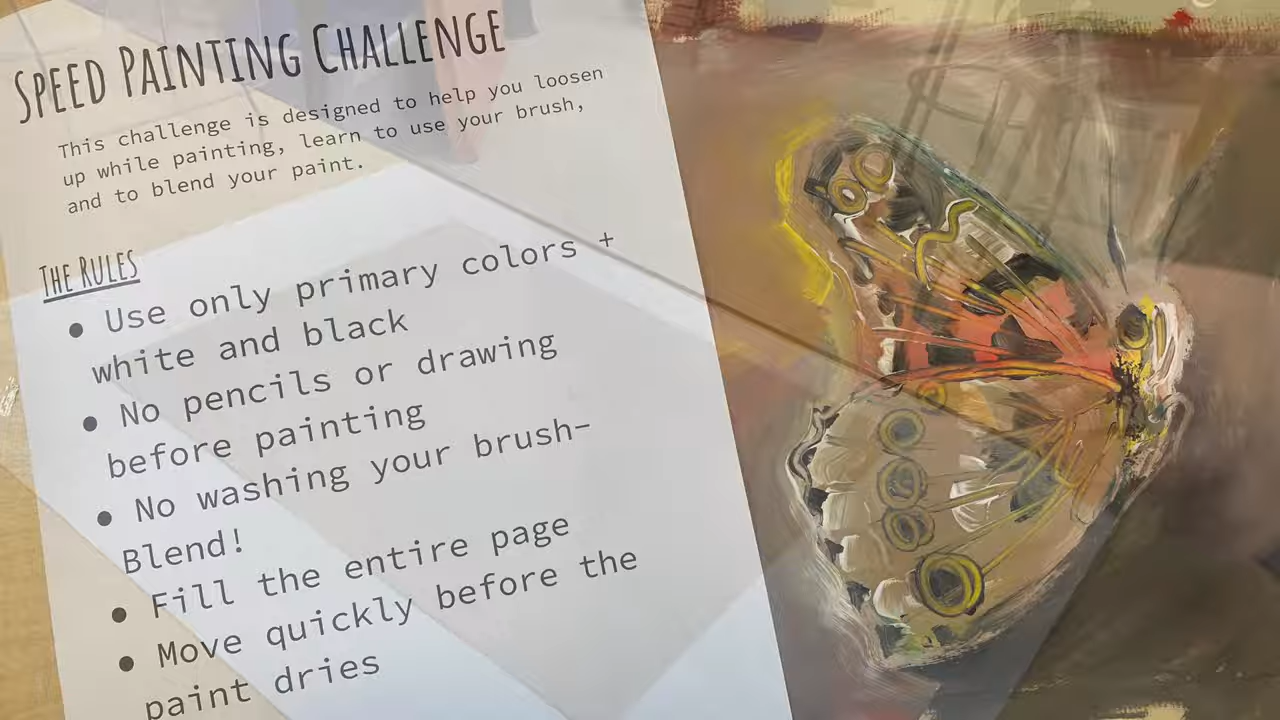 SPEED PAINTING CHALLENGE
This challenge is designed to help you loosen
up while painting, learn to use your brush,
and to blend your paint.
THE RULES
● Use only primary colors +
white and black
● No pencils or drawing
before painting
● No washing your brush-
Blend!
● Fill the entire page
● Move quickly before the
paint dries